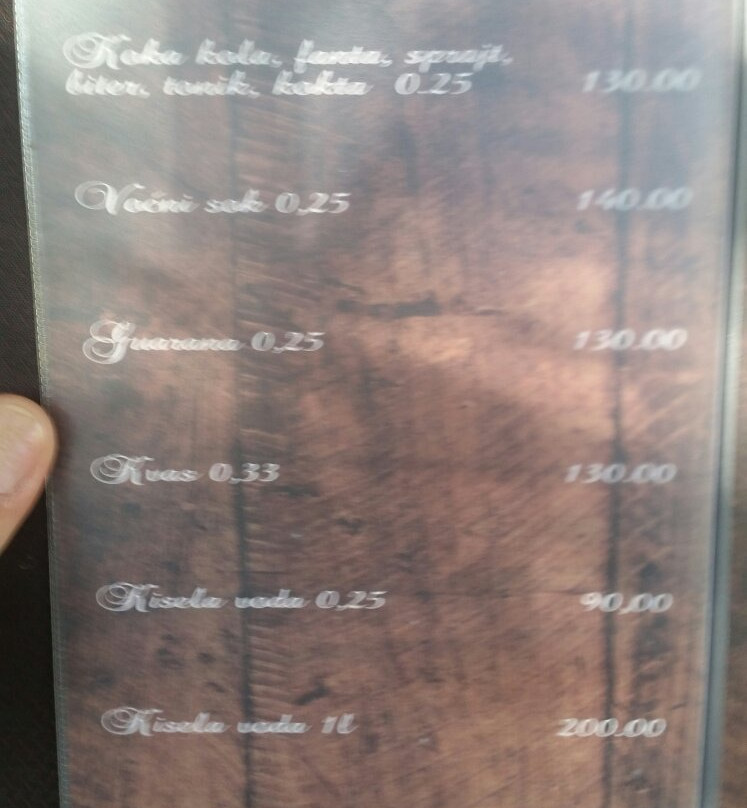 Koka kola, fanta, sprajt,
biter, tonik, kokta 0.25 130.00
Voćni sok 0,25 140.00
Guarana 0,25 130.00
Kvas 0,33 130.00
Kisela voda 0,25 90,00
Kisela voda 1l 200.00